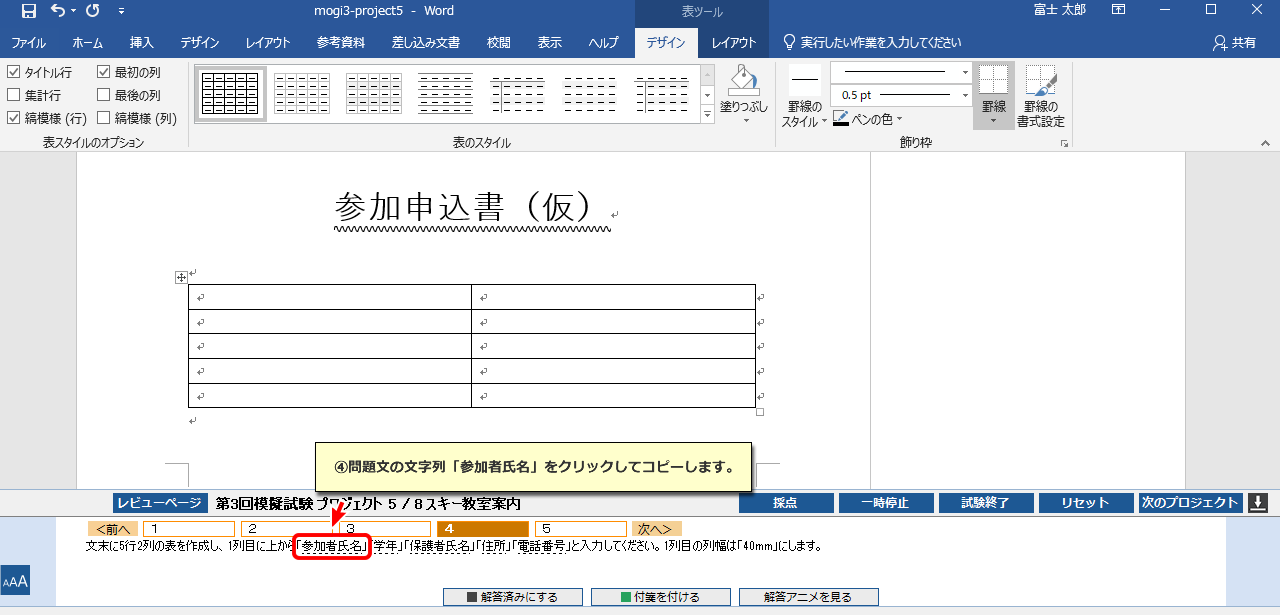 mogi3-project5 - Word
表ツール
富士 太郎
ファイル ホーム 挿入 デザイン レイアウト 参考資料 差し込み文書 校閲 表示 ヘルプ デザイン レイアウト 実行したい作業を入力してください 共有
タイトル行 最初の列
集計行 最後の列
縞模様 (行) 縞模様 (列)
表スタイルのオプション
表のスタイル
塗りつぶし
罫線の
スタイル
0.5 pt
ペンの色
罫線
罫線の
書式設定
飾り枠
参加申込書（仮）
④問題文の文字列「参加者氏名」をクリックしてコピーします。
レビューページ 第3回模擬試験 プロジェクト 5 / 8 スキー教室案内 採点 一時停止 試験終了 リセット 次のプロジェクト
<前へ 1 2 3 4 5 次へ>
文末に5行2列の表を作成し、1列目に上から「参加者氏名」「学年」「保護者氏名」「住所」「電話番号」と入力してください。1列目の列幅は「40mm」にします。
AAA
解答済みにする 付箋を付ける 解答アニメを見る